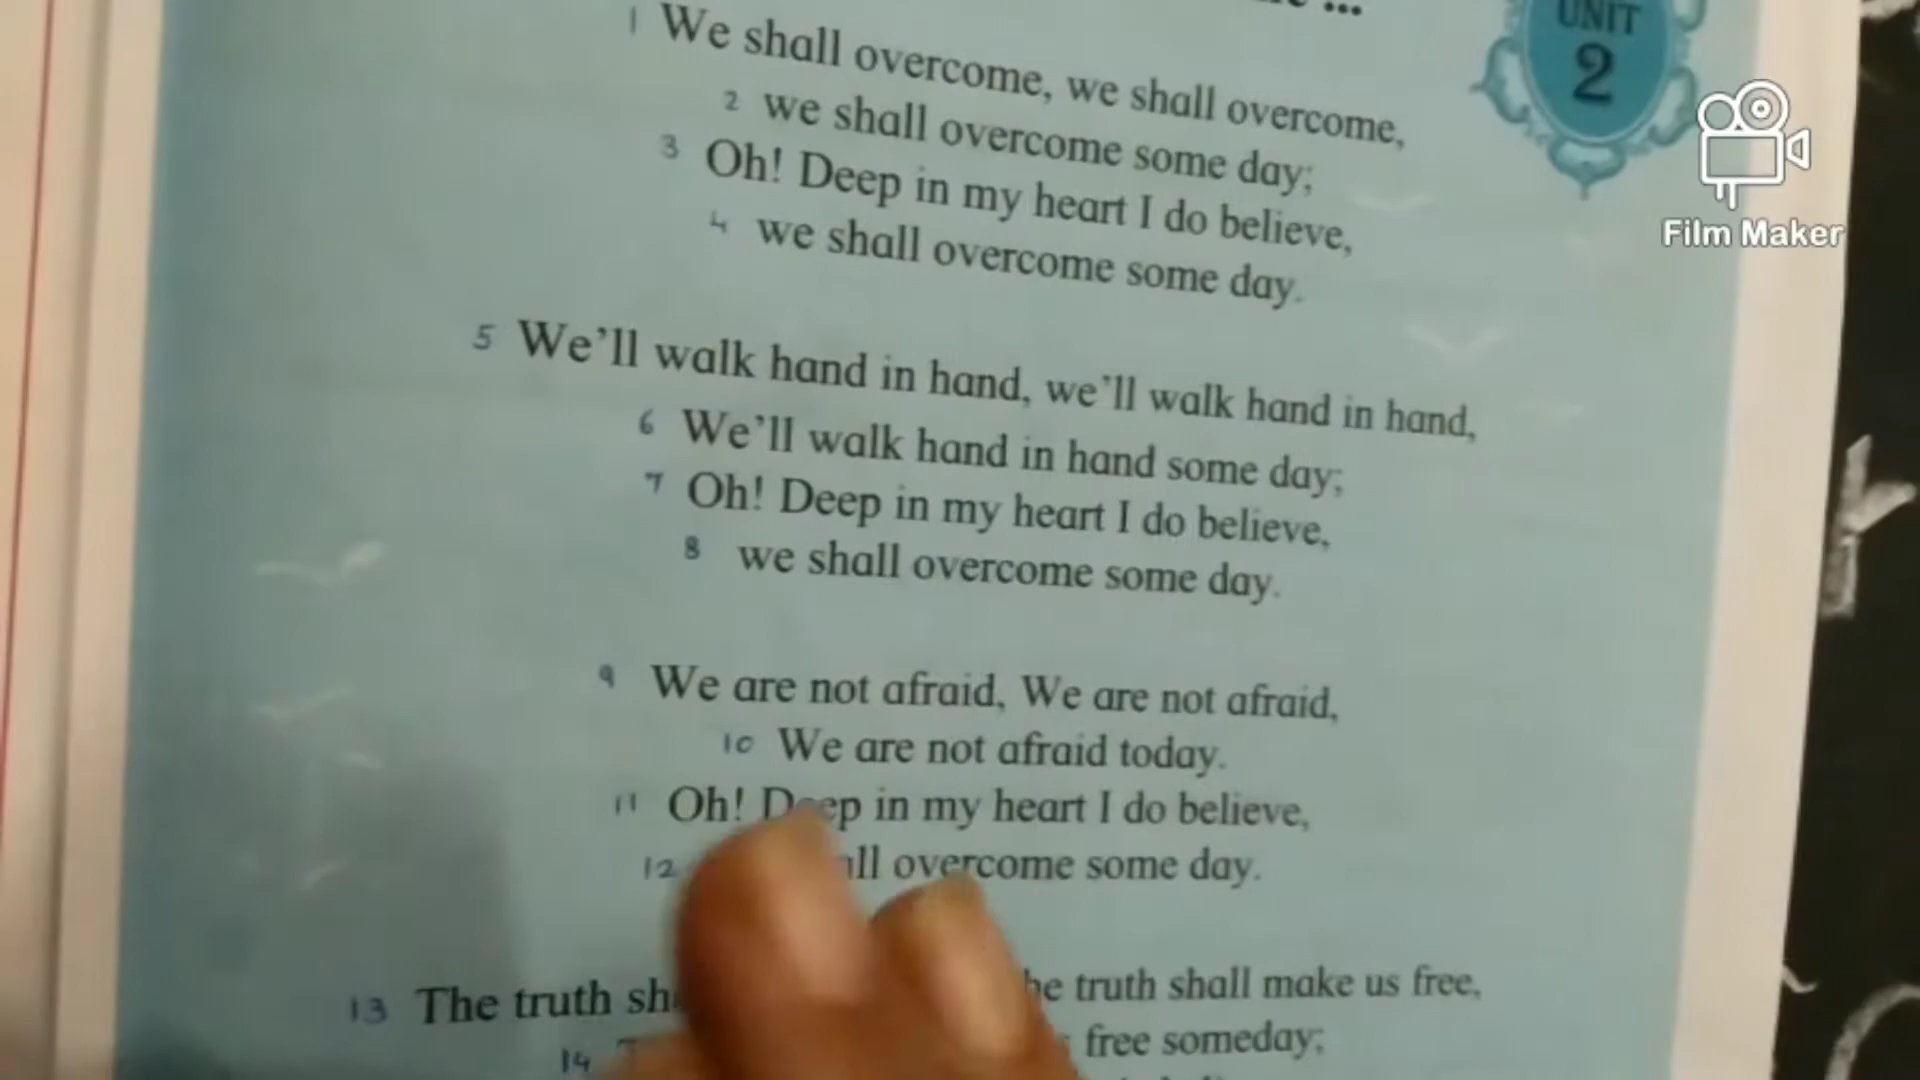 ...
UNIT
2
1 We shall overcome, we shall overcome,
2 we shall overcome some day;
3 Oh! Deep in my heart I do believe,
4 we shall overcome some day.
5 We'll walk hand in hand, we'll walk hand in hand,
6 We'll walk hand in hand some day;
7 Oh! Deep in my heart I do believe,
8 we shall overcome some day.
9 We are not afraid, We are not afraid,
10 We are not afraid today.
11 Oh! Deep in my heart I do believe,
12 overcome some day.
13 The truth truth shall make us free,
14 free someday;
Film Maker